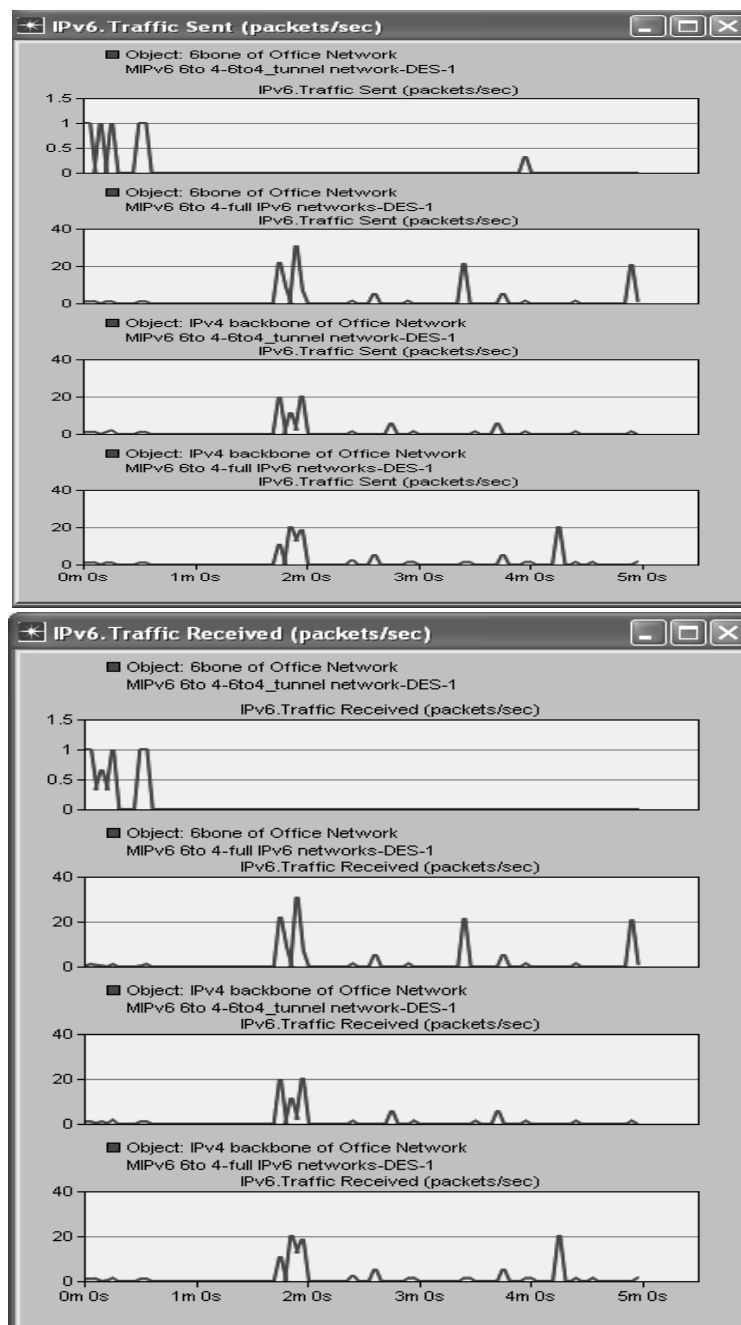 IPv6.Traffic Sent (packets/sec)
Object: 6bone of Office Network
MIPv6 6to 4-6to4_tunnel network-DES-1
IPv6.Traffic Sent (packets/sec)
1.5
1
0.5
0
Object: 6bone of Office Network
MIPv6 6to 4-full IPv6 networks-DES-1
IPv6.Traffic Sent (packets/sec)
40
20
0
Object: IPv4 backbone of Office Network
MIPv6 6to 4-6to4_tunnel network-DES-1
IPv6.Traffic Sent (packets/sec)
40
20
0
Object: IPv4 backbone of Office Network
MIPv6 6to 4-full IPv6 networks-DES-1
IPv6.Traffic Sent (packets/sec)
40
20
0
0m 0s 1m 0s 2m 0s 3m 0s 4m 0s 5m 0s
IPv6.Traffic Received (packets/sec)
Object: 6bone of Office Network
MIPv6 6to 4-6to4_tunnel network-DES-1
IPv6.Traffic Received (packets/sec)
1.5
1
0.5
0
Object: 6bone of Office Network
MIPv6 6to 4-full IPv6 networks-DES-1
IPv6.Traffic Received (packets/sec)
40
20
0
Object: IPv4 backbone of Office Network
MIPv6 6to 4-6to4_tunnel network-DES-1
IPv6.Traffic Received (packets/sec)
40
20
0
Object: IPv4 backbone of Office Network
MIPv6 6to 4-full IPv6 networks-DES-1
IPv6.Traffic Received (packets/sec)
40
20
0
0m 0s 1m 0s 2m 0s 3m 0s 4m 0s 5m 0s